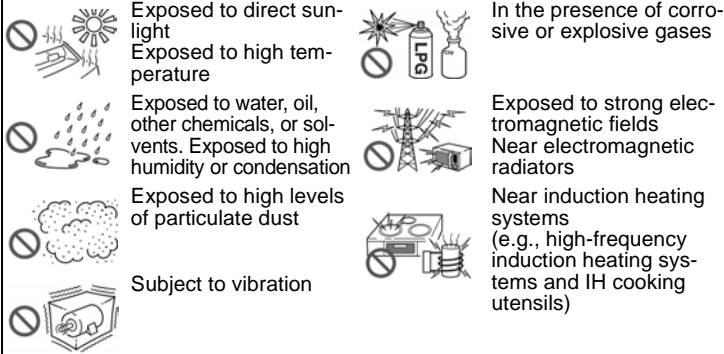 Exposed to direct sun-
light
Exposed to high tem-
perature
Exposed to water, oil,
other chemicals, or sol-
vents. Exposed to high
humidity or condensation
Exposed to high levels
of particulate dust
Subject to vibration
LPG
In the presence of corro-
sive or explosive gases
Exposed to strong elec-
tromagnetic fields
Near electromagnetic
radiators
Near induction heating
systems
(e.g., high-frequency
induction heating sys-
tems and IH cooking
utensils)